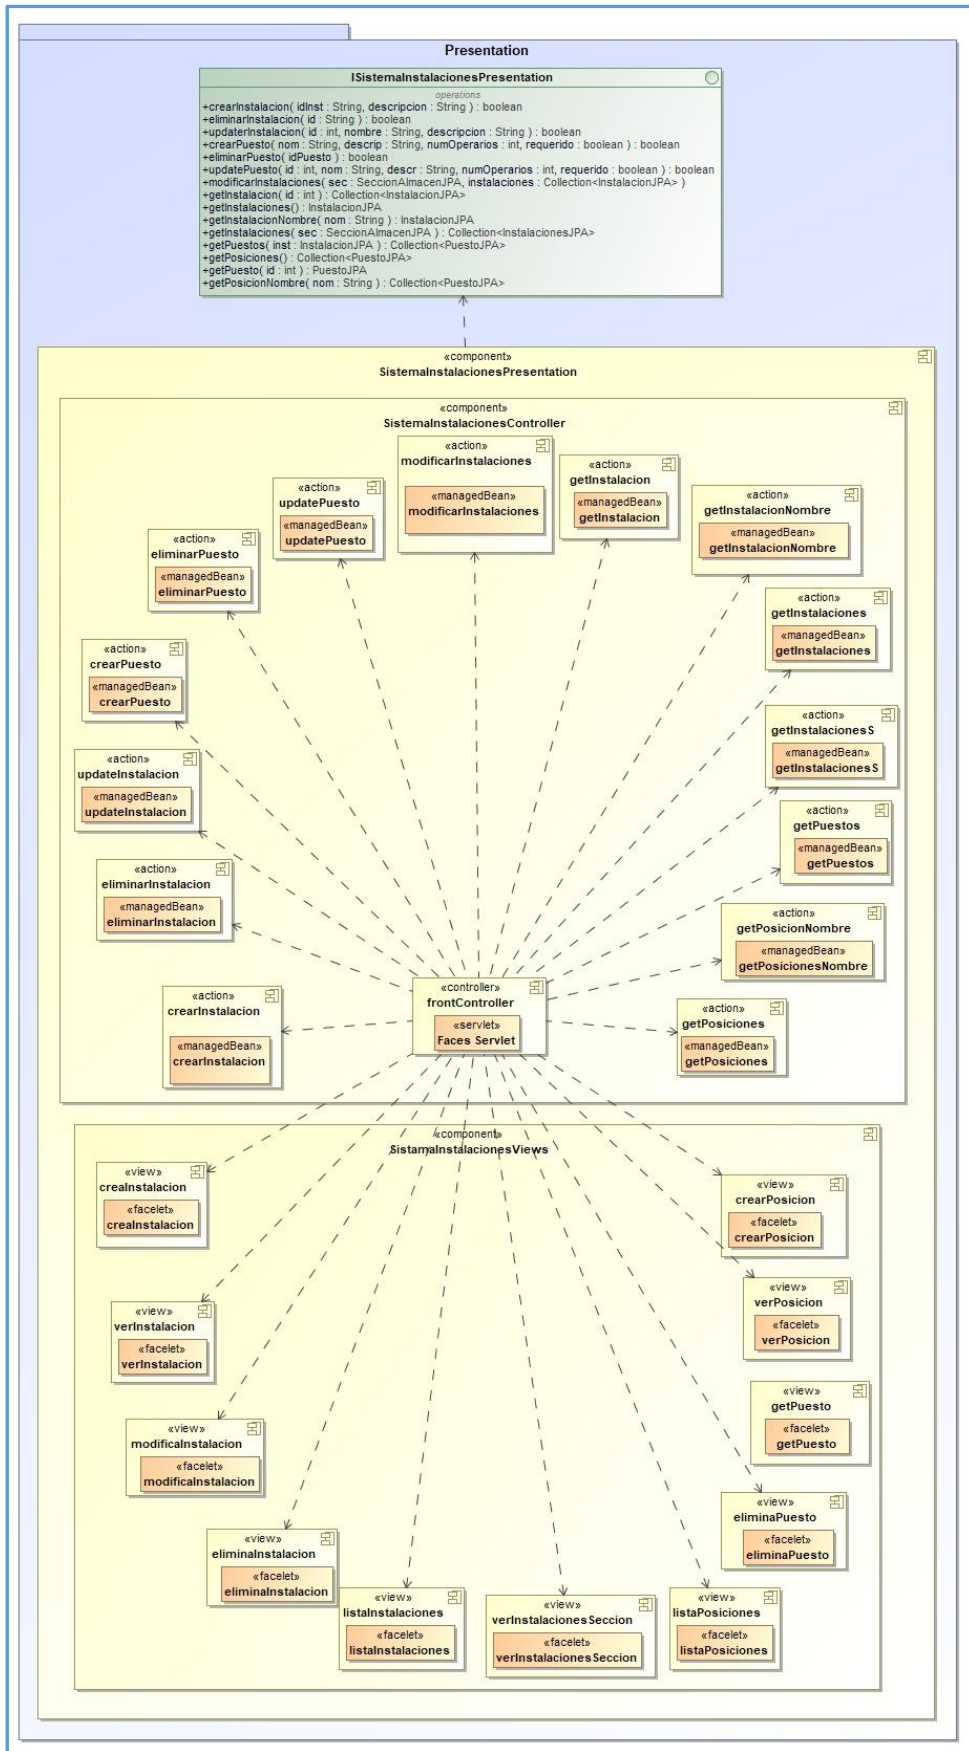 Presentation
ISistemaInstalacionesPresentation
operations
+crearInstalacion( idInst : String, descripcion : String ) : boolean
+eliminarInstalacion( id : String ) : boolean
+updaterInstalacion( id : int, nombre : String, descripcion : String ) : boolean
+crearPuesto( nom : String, descrip : String, numOperarios : int, requerido : boolean ) : boolean
+eliminarPuesto( idPuesto ) : boolean
+updatePuesto( id : int, nom : String, descr : String, numOperarios : int, requerido : boolean ) : boolean
+modificarInstalaciones( sec : SeccionAlmacenJPA, instalaciones : Collection<InstalacionJPA> )
+getInstalacion( id : int ) : Collection<InstalacionJPA>
+getInstalaciones() : InstalacionJPA
+getInstalacionNombre( nom : String ) : InstalacionJPA
+getInstalaciones( sec : SeccionAlmacenJPA ) : Collection<InstalacionesJPA>
+getPuestos( inst : InstalacionJPA ) : Collection<PuestoJPA>
+getPosiciones() : Collection<PuestoJPA>
+getPuesto( id : int ) : PuestoJPA
+getPosicionNombre( nom : String ) : Collection<PuestoJPA>
«component»
SistemaInstalacionesPresentation
«component»
SistemaInstalacionesController
«action»
modificarInstalaciones
«managedBean»
modificarInstalaciones
«action»
getInstalacion
«managedBean»
getInstalacion
«action»
updatePuesto
«managedBean»
updatePuesto
«action»
getInstalacionNombre
«managedBean»
getInstalacionNombre
«action»
eliminarPuesto
«managedBean»
eliminarPuesto
«action»
getInstalaciones
«managedBean»
getInstalaciones
«action»
crearPuesto
«managedBean»
crearPuesto
«action»
getInstalacionesS
«managedBean»
getInstalacionesS
«action»
updateInstalacion
«managedBean»
updateInstalacion
«action»
getPuestos
«managedBean»
getPuestos
«action»
eliminarInstalacion
«managedBean»
eliminarInstalacion
«action»
getPosicionNombre
«managedBean»
getPosicionesNombre
«controller»
frontController
«servlet»
Faces Servlet
«action»
crearInstalacion
«managedBean»
crearInstalacion
«action»
getPosiciones
«managedBean»
getPosiciones
«component»
SistamaInstalacionesViews
«view»
creaInstalacion
«facelet»
creaInstalacion
«view»
crearPosicion
«facelet»
crearPosicion
«view»
verInstalacion
«facelet»
verInstalacion
«view»
verPosicion
«facelet»
verPosicion
«view»
getPuesto
«facelet»
getPuesto
«view»
modificaInstalacion
«facelet»
modificaInstalacion
«view»
eliminaPuesto
«facelet»
eliminaPuesto
«view»
eliminaInstalacion
«facelet»
eliminaInstalacion
«view»
listaInstalaciones
«facelet»
listaInstalaciones
«view»
verInstalacionesSeccion
«facelet»
verInstalacionesSeccion
«view»
listaPosiciones
«facelet»
listaPosiciones